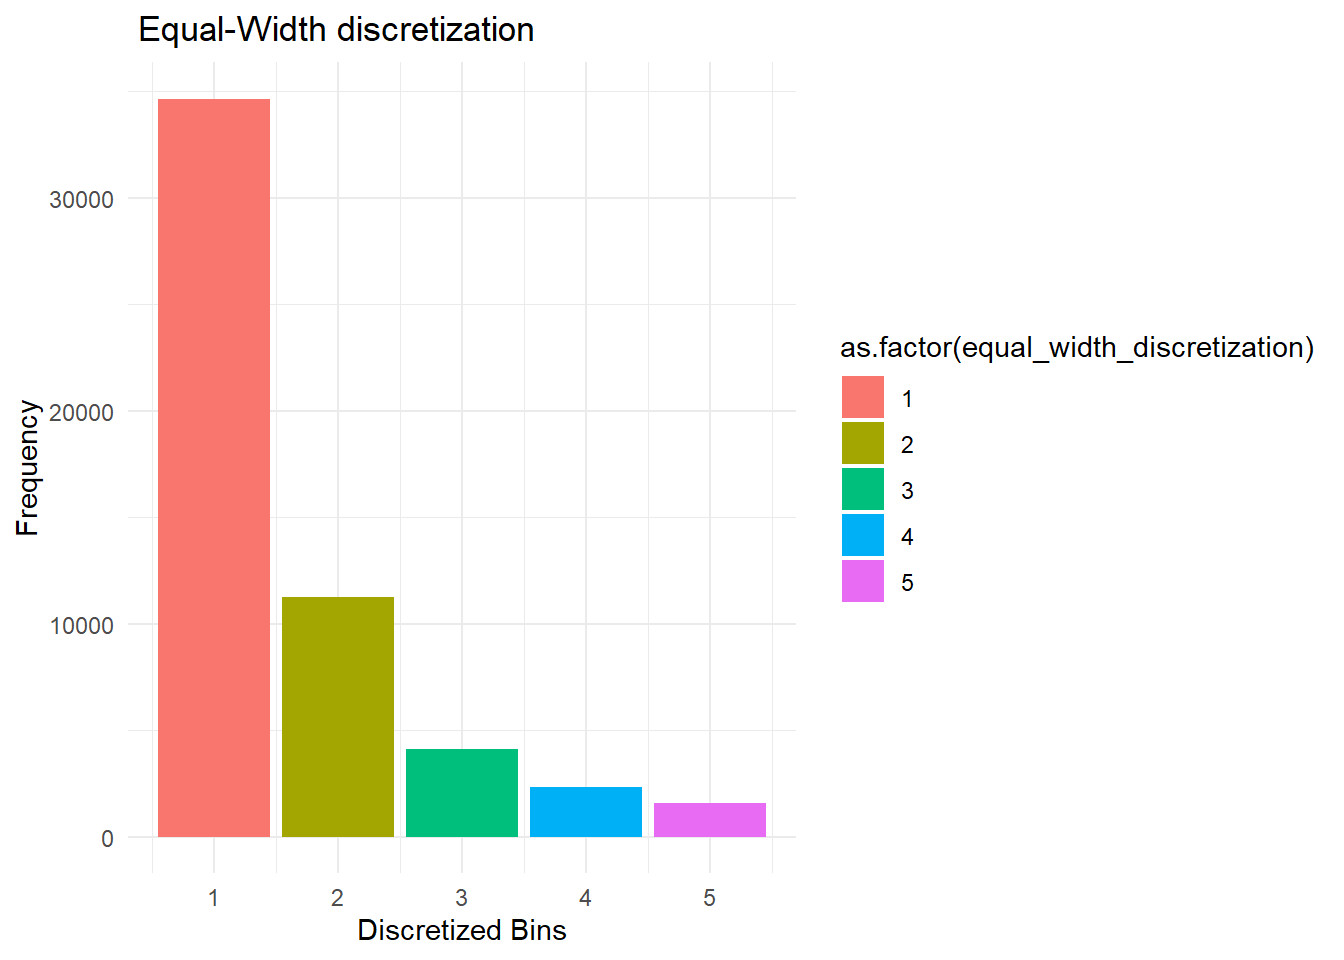 Equal-Width discretization
Frequency
30000
20000
10000
0
1 2 3 4 5
Discretized Bins
as.factor(equal_width_discretization)
1
2
3
4
5